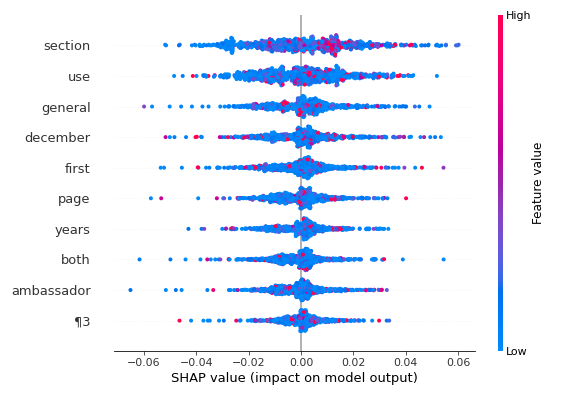 High
section
use
general
december
first
page
years
both
ambassador
¶3
Feature value
Low
−0.06 −0.04 −0.02 0.00 0.02 0.04 0.06
SHAP value (impact on model output)